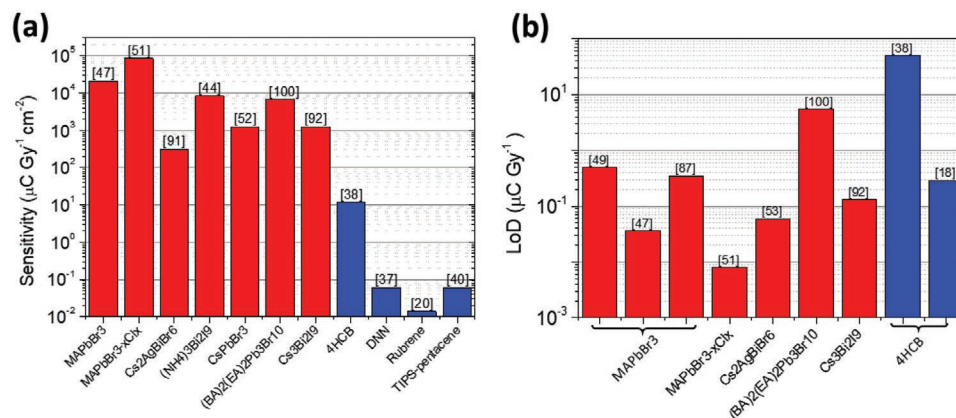 (a)
Sensitivity (μC Gy⁻¹ cm⁻²)
10⁵
10⁴
10³
10²
10¹
10⁰
10⁻¹
10⁻²
[47]
[51]
[91]
[44]
[52]
[100]
[92]
[38]
[37]
[20]
[40]
MAPbBr3
MAPbBr3-xClx
Cs2AgBiBr6
(NH4)3Bi2I9
CsPbBr3
(BA)2(EA)2Pb3Br10
Cs3Bi2I9
4HCB
DNN
Rubrene
TIPS-pentacene
(b)
LoD (μC Gy⁻¹)
10¹
10⁻¹
10⁻³
[49]
[47]
[87]
[51]
[53]
[100]
[92]
[38]
[18]
MAPbBr3
MAPbBr3-xClx
Cs2AgBiBr6
(BA)2(EA)2Pb3Br10
Cs3Bi2I9
4HCB